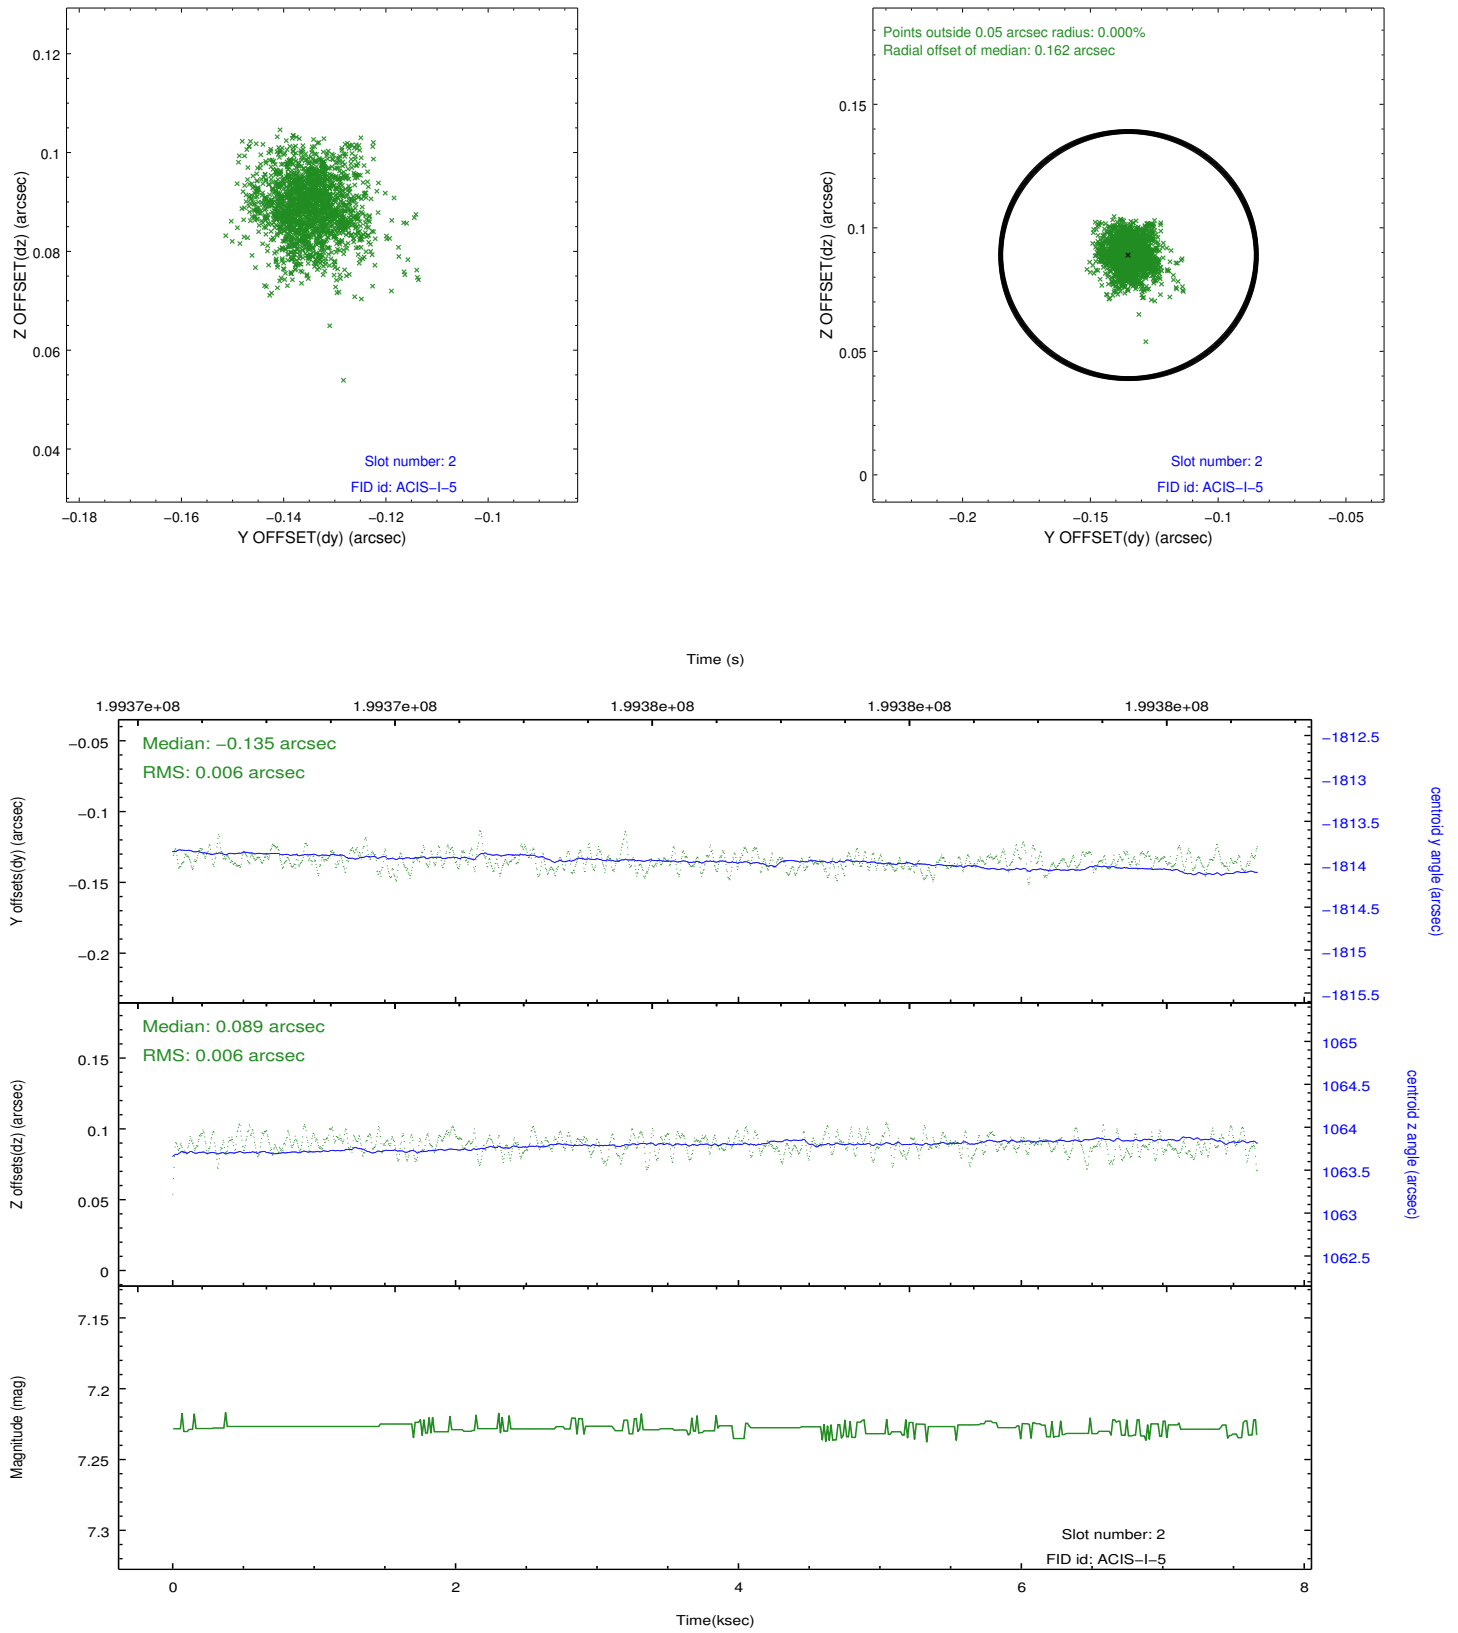 0.12
0.1
0.08
0.06
0.04
Z OFFSET(dz) (arcsec)
Slot number: 2
FID id: ACIS−I−5
−0.18 −0.16 −0.14 −0.12 −0.1
Y OFFSET(dy) (arcsec)
Points outside 0.05 arcsec radius: 0.000%
Radial offset of median: 0.162 arcsec
0.15
0.1
0.05
0
Z OFFSET(dz) (arcsec)
Slot number: 2
FID id: ACIS−I−5
−0.2 −0.15 −0.1 −0.05
Y OFFSET(dy) (arcsec)
Time (s)
1.9937e+08 1.9937e+08 1.9938e+08 1.9938e+08 1.9938e+08
Median: −0.135 arcsec
RMS: 0.006 arcsec
−0.05
−0.1
−0.15
−0.2
Y offsets(dy) (arcsec)
−1812.5
−1813
−1813.5
−1814
−1814.5
−1815
−1815.5
centroid y angle (arcsec)
Median: 0.089 arcsec
RMS: 0.006 arcsec
0.15
0.1
0.05
0
Z offsets(dz) (arcsec)
1065
1064.5
1064
1063.5
1063
1062.5
centroid z angle (arcsec)
7.15
7.2
7.25
7.3
Magnitude (mag)
Slot number: 2
FID id: ACIS−I−5
0 2 4 6 8
Time(ksec)